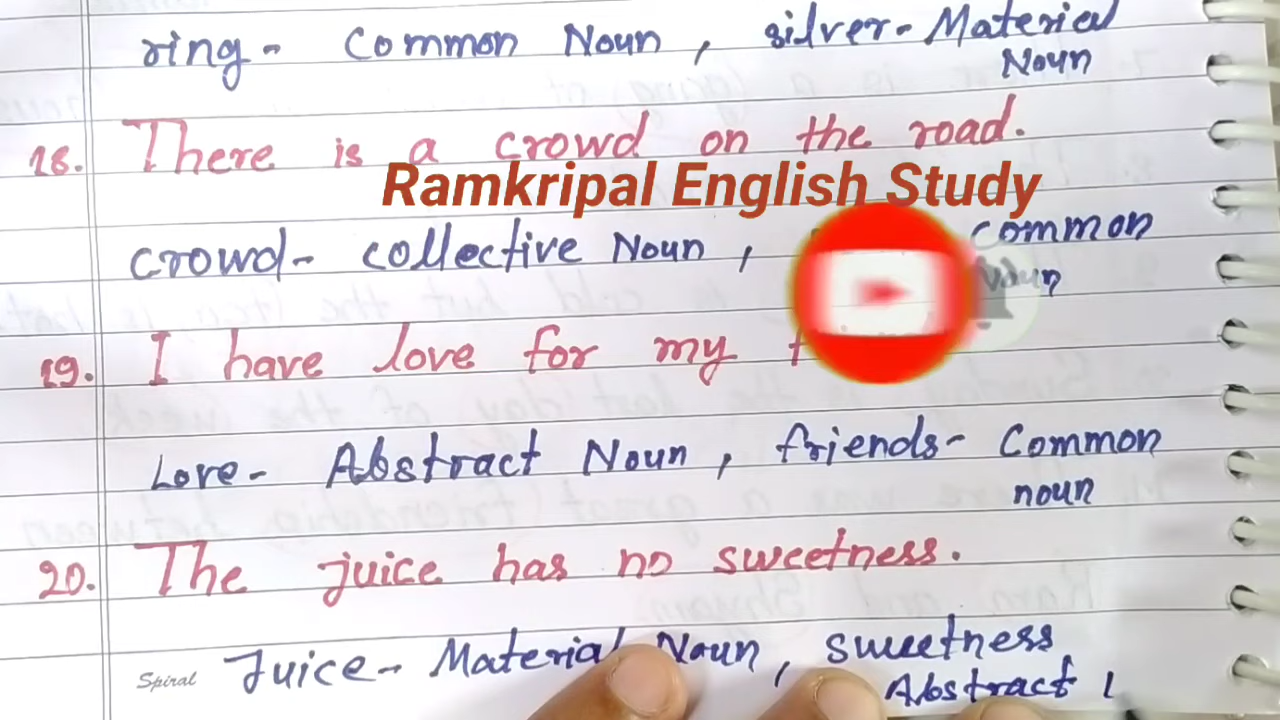 ring- Common Noun, silver- Material
Noun
18. There is a crowd on the road.
Ramkripal English Study
crowd- collective Noun, common
Noun
19. I have love for my
Love- Abstract Noun, friends- Common
noun
20. The juice has no sweetness.
Juice- Material Noun, sweetness
Abstract
Spiral